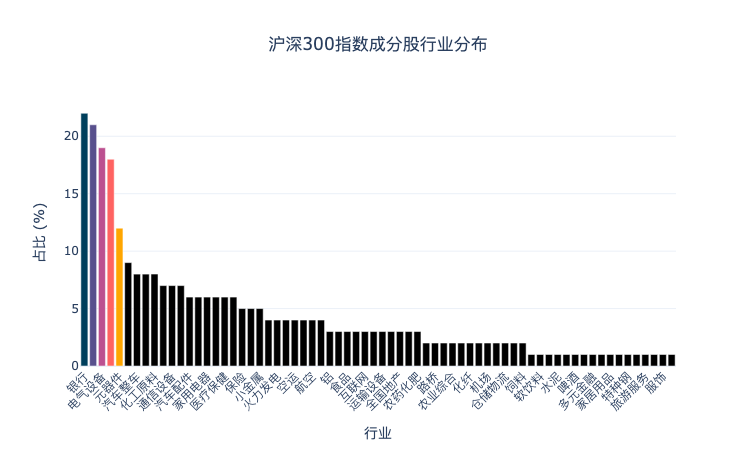 沪深300指数成分股行业分布
占比 (%)
20
15
10
5
0
银行
电气设备
元器件
汽车整车
化工原料
通信设备
汽车配件
家用电器
医疗保健
保险
小金属
火力发电
空运
航空
铝
食品
互联网
运输设备
全国地产
农药化肥
路桥
农业综合
化纤
机场
仓储物流
饲料
软饮料
水泥
啤酒
多元金融
家居用品
特种钢
旅游服务
服饰
行业